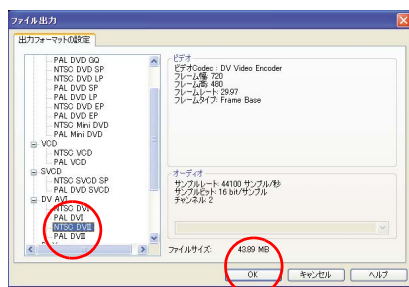 ファイル出力
出力フォーマットの設定
PAL DVD GQ
NTSC DVD SP
NTSC DVD LP
PAL DVD SP
PAL DVD LP
NTSC DVD EP
PAL DVD EP
NTSC Mini DVD
PAL Mini DVD
VCD
NTSC VCD
PAL VCD
SVCD
NTSC SVCD SP
PAL DVD SVCD
DV AVI
NTSC DVI
PAL DVI
NTSC DVII
PAL DVII
ビデオ
ビデオCodec : DV Video Encoder
フレーム幅 720
フレーム高 480
フレームレート 29.97
フレームタイプ Frame Base
オーディオ
サンプルレート 44100 サンプル/秒
サンプルビット 16 bit/サンプル
チャンネル 2
ファイルサイズ: 43.89 MB
OK
キャンセル
ヘルプ